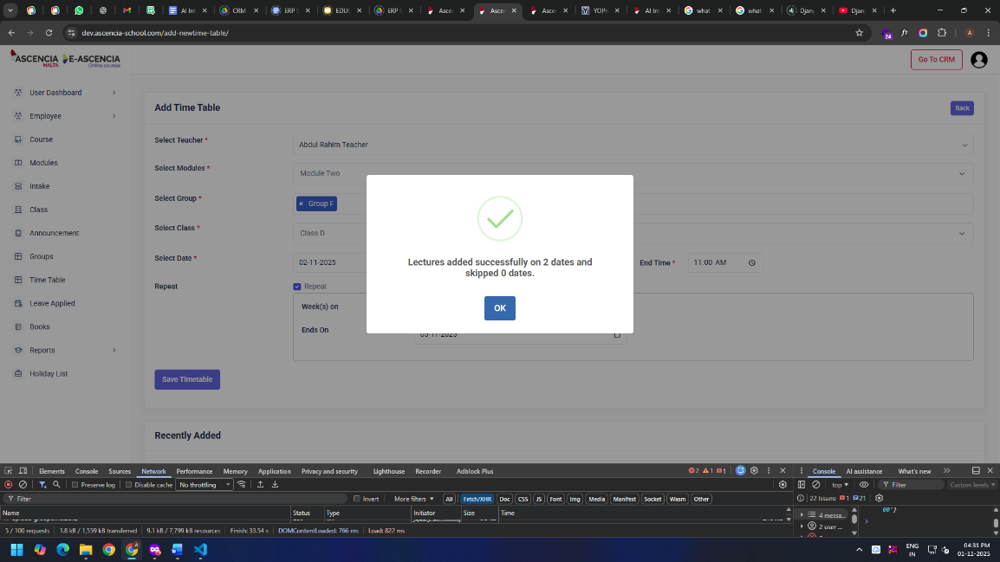 AI Int
CRM
ERP S
EDU
ERP S
Ascen
Ascen
Ascen
YOPm
AI Int
what
what
Djang
Djang
dev.ascencia-school.com/add-newtime-table/
24
A
ASCENCIA
MALTA
E-ASCENCIA
Online courses
Go To CRM
User Dashboard
Employee
Course
Modules
Intake
Class
Announcement
Groups
Time Table
Leave Applied
Books
Reports
Holiday List
Add Time Table
Back
Select Teacher *
Abdul Rahim Teacher
Select Modules *
Module Two
Select Group *
× Group F
Select Class *
Class D
Select Date *
02-11-2025
End Time *
11:00 AM
Repeat
Repeat
Week(s) on
Ends On
05-11-2025
Lectures added successfully on 2 dates and
skipped 0 dates.
OK
Save Timetable
Recently Added
Elements
Console
Sources
Network
Performance
Memory
Application
Privacy and security
Lighthouse
Recorder
Adblock Plus
2
1
1
Console
AI assistance
What's new
Preserve log
Disable cache
No throttling
top
Filter
Custom levels
Filter
Invert
More filters
All
Fetch/XHR
Doc
CSS
JS
Font
Img
Media
Manifest
Socket
Wasm
Other
22 Issues:
1
21
Name
Status
Type
Initiator
Size
Time
4 messa...
2 user ...
00'}
5 / 100 requests
1.8 kB / 1,559 kB transferred
9.1 kB / 7,799 kB resources
Finish: 33.54 s
DOMContentLoaded: 766 ms
Load: 822 ms
ENG
IN
04:31 PM
01-11-2025